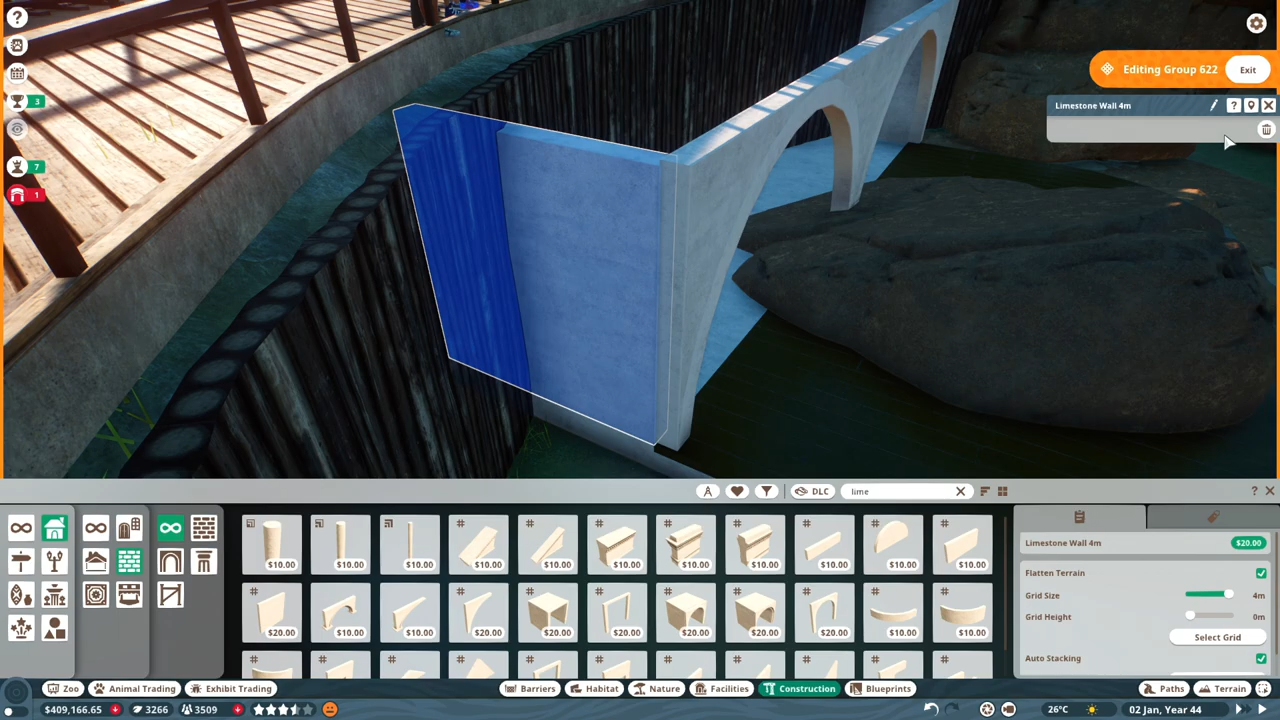 ?
3
7
1
Editing Group 622
Exit
Limestone Wall 4m
?
DLC
lime
?
$10.00 $10.00 $10.00 $10.00 $10.00 $10.00 $10.00 $10.00 $10.00 $10.00 $10.00
$20.00 $10.00 $10.00 $20.00 $20.00 $20.00 $20.00 $20.00 $20.00 $10.00 $10.00
Limestone Wall 4m
$20.00
Flatten Terrain
Grid Size
4m
Grid Height
0m
Select Grid
Auto Stacking
Zoo
Animal Trading
Exhibit Trading
Barriers
Habitat
Nature
Facilities
Construction
Blueprints
Paths
Terrain
$409,166.65
3266
3509
26°C
02 Jan, Year 44